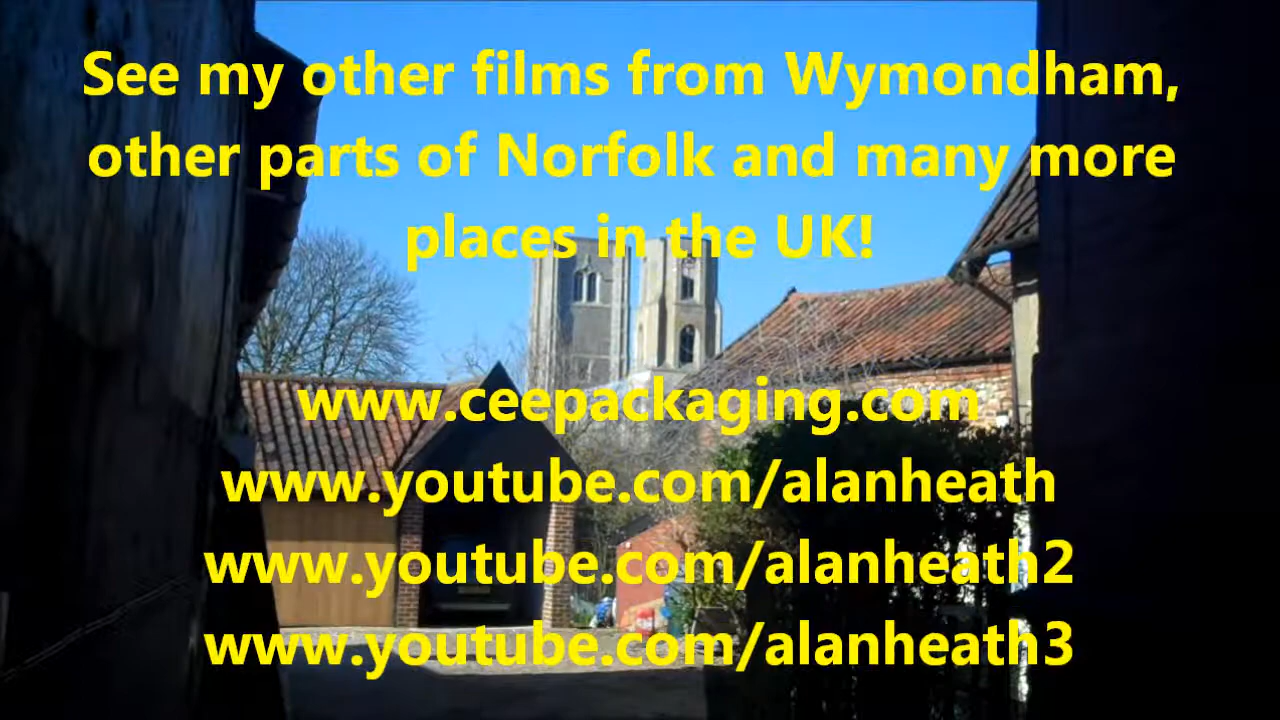 See my other films from Wymondham,
other parts of Norfolk and many more
places in the UK!
www.ceepackaging.com
www.youtube.com/alanheath
www.youtube.com/alanheath2
www.youtube.com/alanheath3